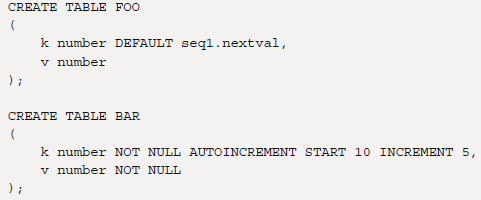 CREATE TABLE FOO
(
    k number DEFAULT seq1.nextval,
    v number
);

CREATE TABLE BAR
(
    k number NOT NULL AUTOINCREMENT START 10 INCREMENT 5,
    v number NOT NULL
);